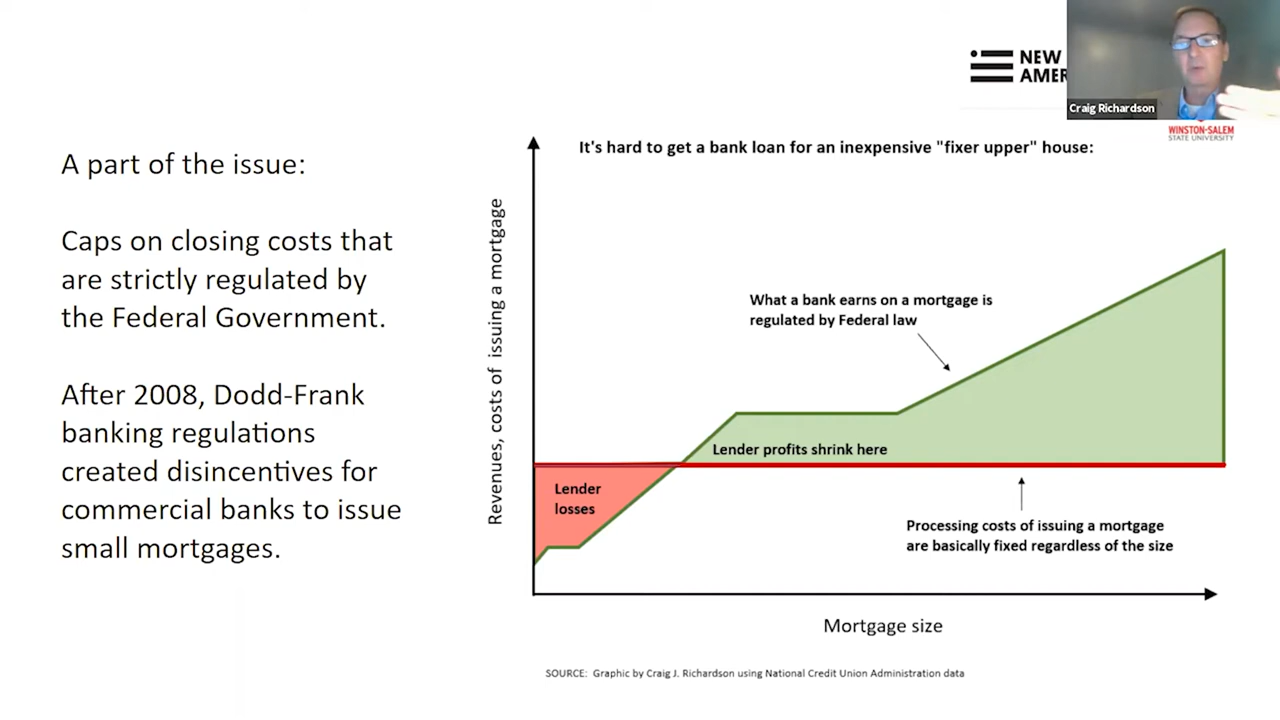 NEW
AMER
Craig Richardson
WINSTON-SALEM
STATE UNIVERSITY
A part of the issue:
Caps on closing costs that
are strictly regulated by
the Federal Government.
After 2008, Dodd-Frank
banking regulations
created disincentives for
commercial banks to issue
small mortgages.
It's hard to get a bank loan for an inexpensive "fixer upper" house:
Revenues, costs of issuing a mortgage
What a bank earns on a mortgage is
regulated by Federal law
Lender profits shrink here
Lender
losses
Processing costs of issuing a mortgage
are basically fixed regardless of the size
Mortgage size
SOURCE: Graphic by Craig J. Richardson using National Credit Union Administration data